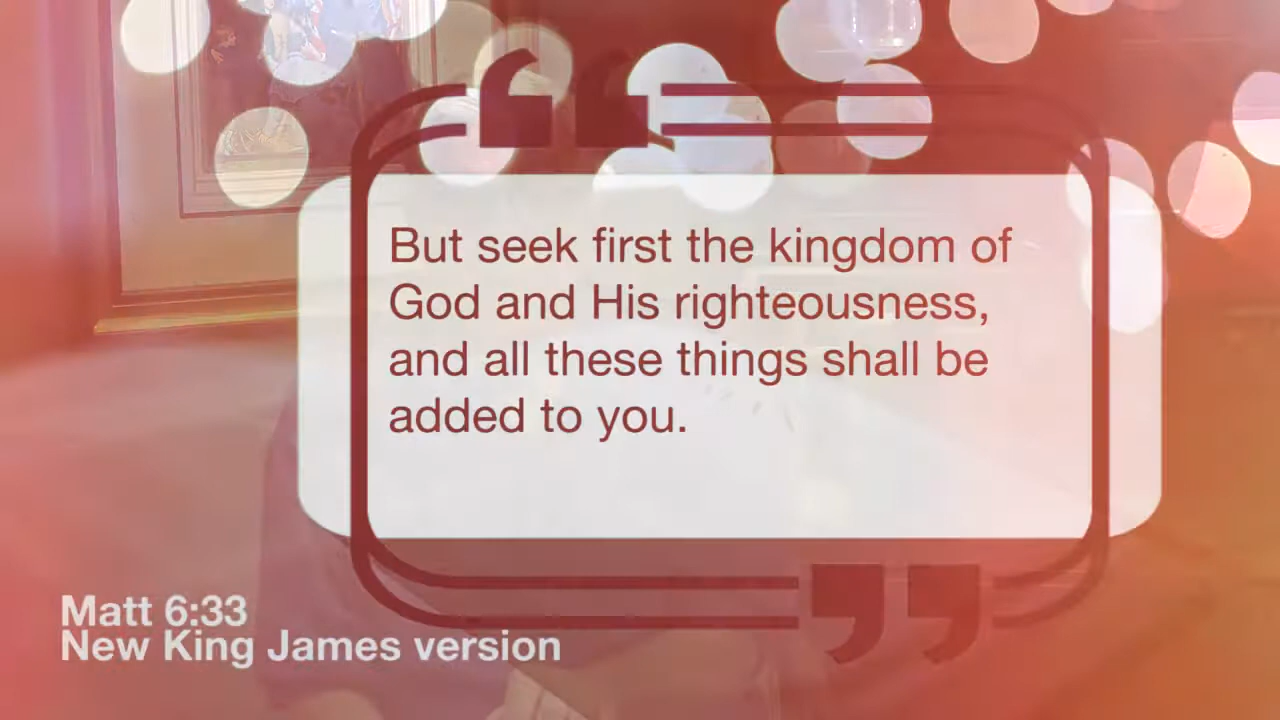 But seek first the kingdom of
God and His righteousness,
and all these things shall be
added to you.
Matt 6:33
New King James version